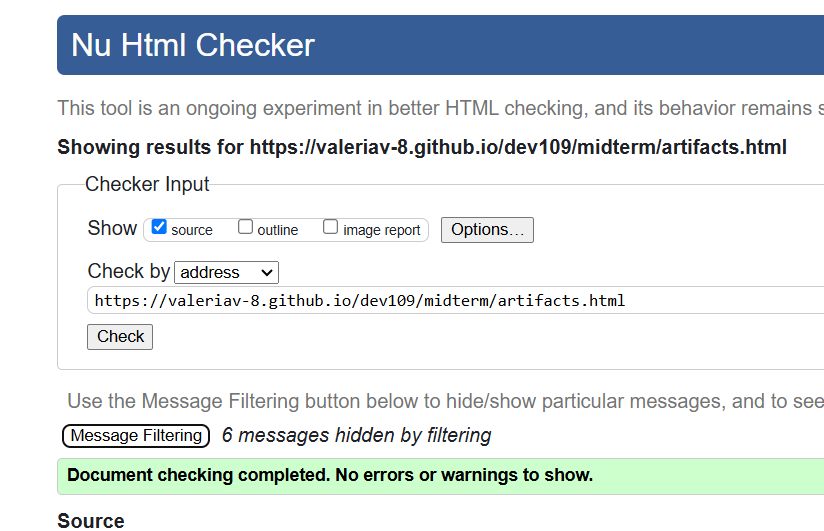 Nu Html Checker
This tool is an ongoing experiment in better HTML checking, and its behavior remains s
Showing results for https://valeriav-8.github.io/dev109/midterm/artifacts.html
Checker Input
Show source outline image report Options...
Check by address
https://valeriav-8.github.io/dev109/midterm/artifacts.html
Check
Use the Message Filtering button below to hide/show particular messages, and to see
Message Filtering 6 messages hidden by filtering
Document checking completed. No errors or warnings to show.
Source